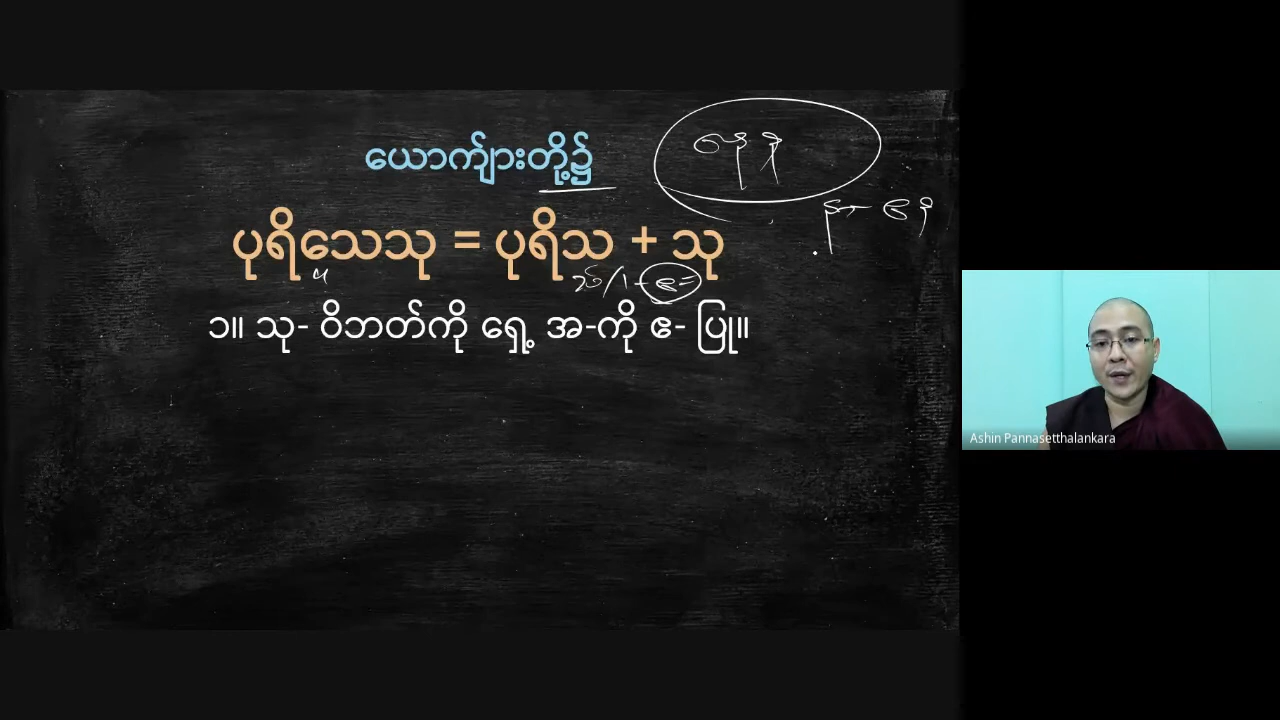 ယောကျ်ားတို့၌
ပုရိသေသု = ပုရိသ + သု
၁။ သု- ဝိဘတ်ကို ရှေ့ အ-ကို ဧ- ပြု။
Ashin Pannasetthalankara